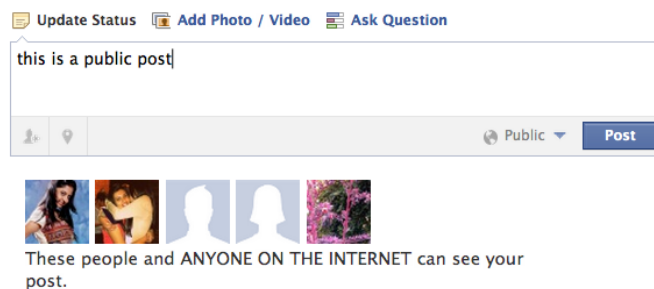 Update Status Add Photo / Video Ask Question
this is a public post
Public Post
These people and ANYONE ON THE INTERNET can see your
post.